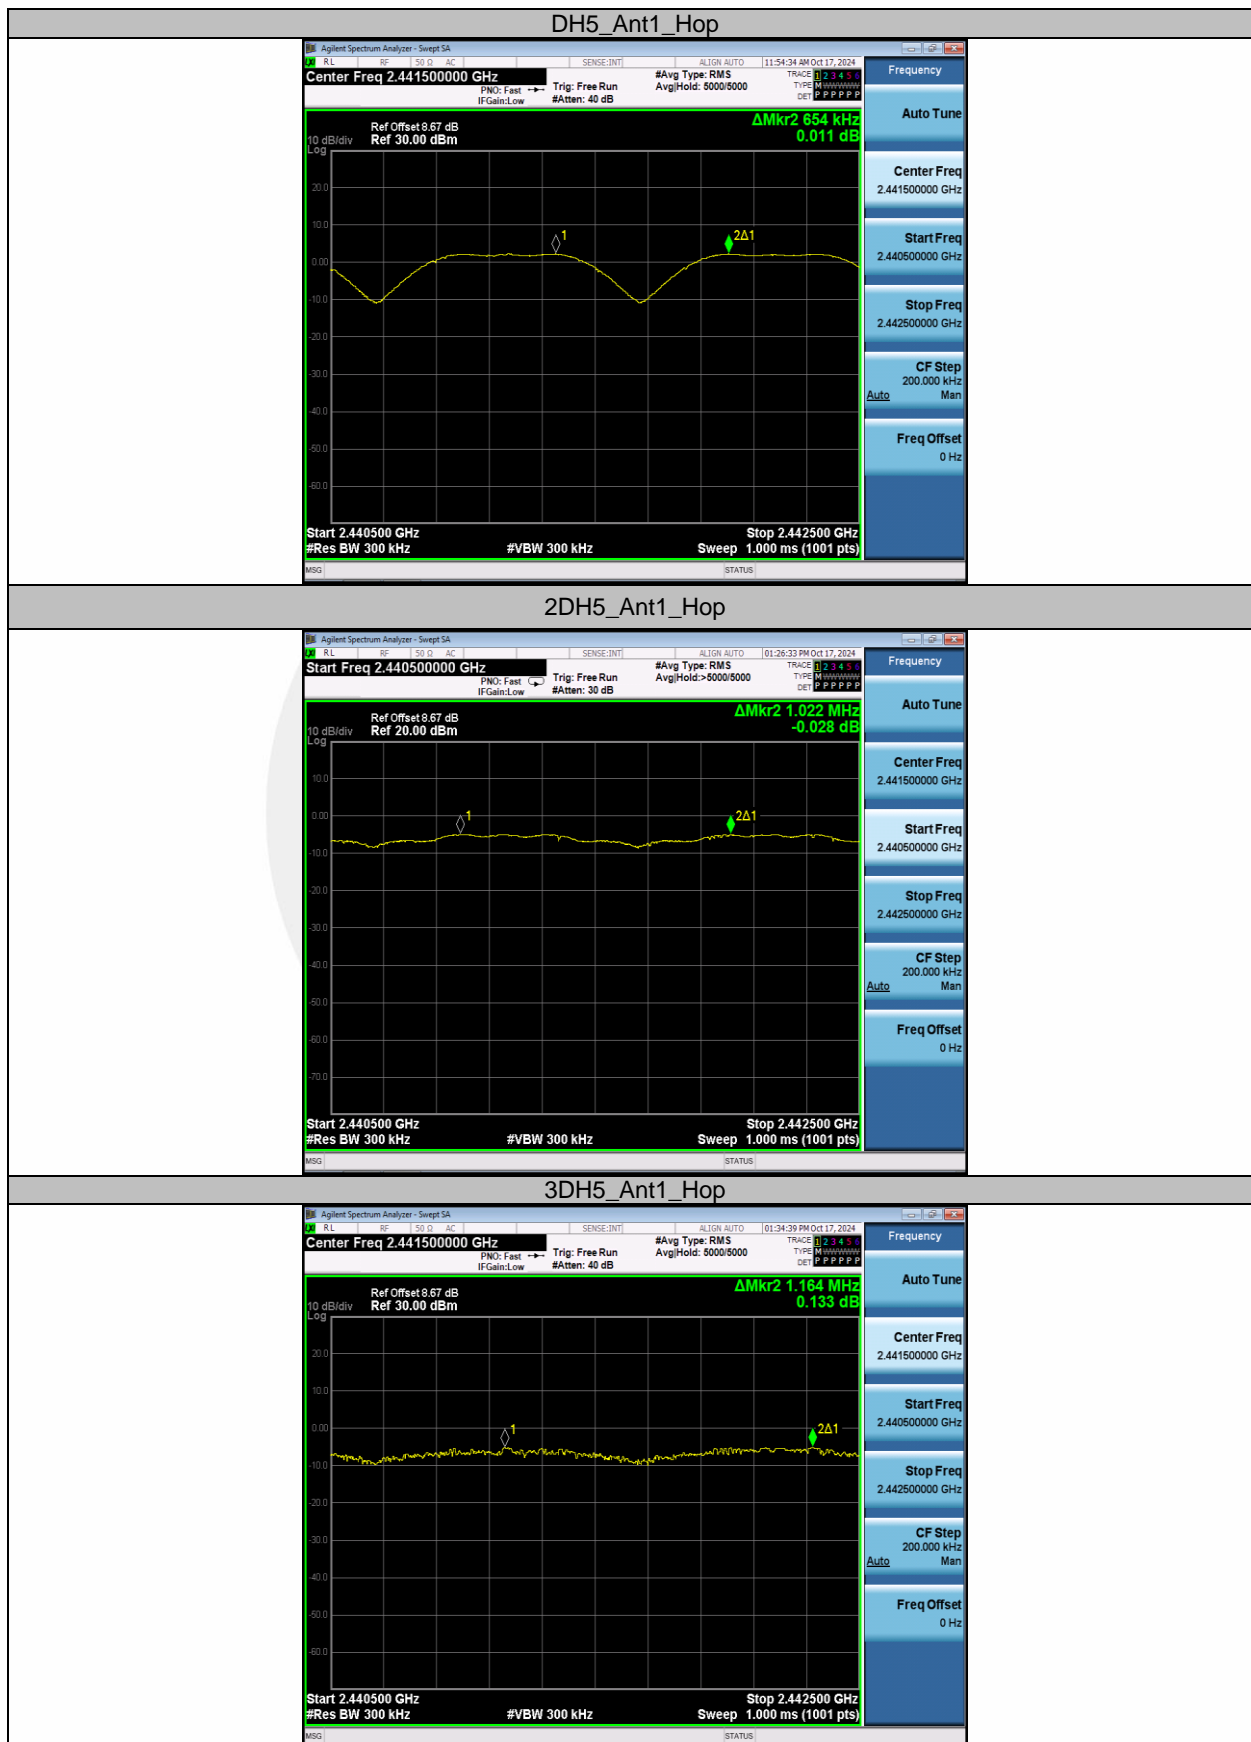 DH5_Ant1_Hop
Agilent Spectrum Analyzer - Swept SA
RL RF 50 Ω AC SENSE:INT ALIGN AUTO 11:54:34 AM Oct 17, 2024
Center Freq 2.441500000 GHz #Avg Type: RMS TRACE 1 2 3 4 5 6
PNO: Fast Trig: Free Run Avg|Hold: 5000/5000 TYPE M WWWWW
IFGain:Low #Atten: 40 dB DET P P P P P P
ΔMkr2 654 kHz
0.011 dB
Ref Offset 8.67 dB
10 dB/div Ref 30.00 dBm
Log
20.0
10.0
0.00
-10.0
-20.0
-30.0
-40.0
-50.0
-60.0
1
2Δ1
Start 2.440500 GHz Stop 2.442500 GHz
#Res BW 300 kHz #VBW 300 kHz Sweep 1.000 ms (1001 pts)
MSG STATUS
Frequency
Auto Tune
Center Freq
2.441500000 GHz
Start Freq
2.440500000 GHz
Stop Freq
2.442500000 GHz
CF Step
200.000 kHz
Auto Man
Freq Offset
0 Hz
2DH5_Ant1_Hop
Agilent Spectrum Analyzer - Swept SA
RL RF 50 Ω AC SENSE:INT ALIGN AUTO 01:26:33 PM Oct 17, 2024
Start Freq 2.440500000 GHz #Avg Type: RMS TRACE 1 2 3 4 5 6
PNO: Fast Trig: Free Run Avg|Hold:>5000/5000 TYPE M WWWWW
IFGain:Low #Atten: 30 dB DET P P P P P P
ΔMkr2 1.022 MHz
-0.028 dB
Ref Offset 8.67 dB
10 dB/div Ref 20.00 dBm
Log
10.0
0.00
-10.0
-20.0
-30.0
-40.0
-50.0
-60.0
-70.0
1
2Δ1
Start 2.440500 GHz Stop 2.442500 GHz
#Res BW 300 kHz #VBW 300 kHz Sweep 1.000 ms (1001 pts)
MSG STATUS
Frequency
Auto Tune
Center Freq
2.441500000 GHz
Start Freq
2.440500000 GHz
Stop Freq
2.442500000 GHz
CF Step
200.000 kHz
Auto Man
Freq Offset
0 Hz
3DH5_Ant1_Hop
Agilent Spectrum Analyzer - Swept SA
RL RF 50 Ω AC SENSE:INT ALIGN AUTO 01:34:39 PM Oct 17, 2024
Center Freq 2.441500000 GHz #Avg Type: RMS TRACE 1 2 3 4 5 6
PNO: Fast Trig: Free Run Avg|Hold: 5000/5000 TYPE M WWWWW
IFGain:Low #Atten: 40 dB DET P P P P P P
ΔMkr2 1.164 MHz
0.133 dB
Ref Offset 8.67 dB
10 dB/div Ref 30.00 dBm
Log
20.0
10.0
0.00
-10.0
-20.0
-30.0
-40.0
-50.0
-60.0
1
2Δ1
Start 2.440500 GHz Stop 2.442500 GHz
#Res BW 300 kHz #VBW 300 kHz Sweep 1.000 ms (1001 pts)
MSG STATUS
Frequency
Auto Tune
Center Freq
2.441500000 GHz
Start Freq
2.440500000 GHz
Stop Freq
2.442500000 GHz
CF Step
200.000 kHz
Auto Man
Freq Offset
0 Hz